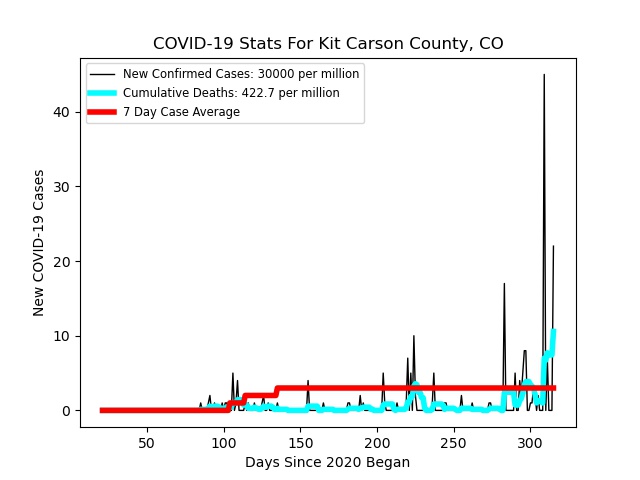 COVID-19 Stats For Kit Carson County, CO
New Confirmed Cases: 30000 per million
Cumulative Deaths: 422.7 per million
7 Day Case Average
40
30
20
10
0
New COVID-19 Cases
50 100 150 200 250 300
Days Since 2020 Began